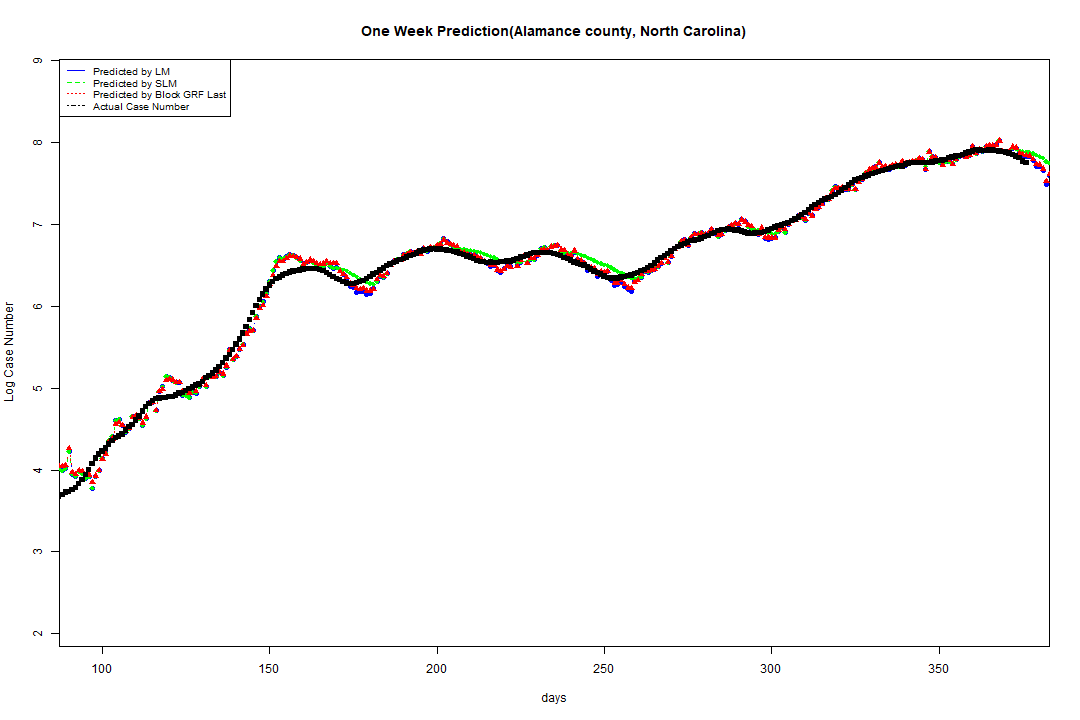 One Week Prediction(Alamance county, North Carolina)
Predicted by LM
Predicted by SLM
Predicted by Block GRF Last
Actual Case Number
9
8
7
6
5
4
3
2
Log Case Number
100 150 200 250 300 350
days